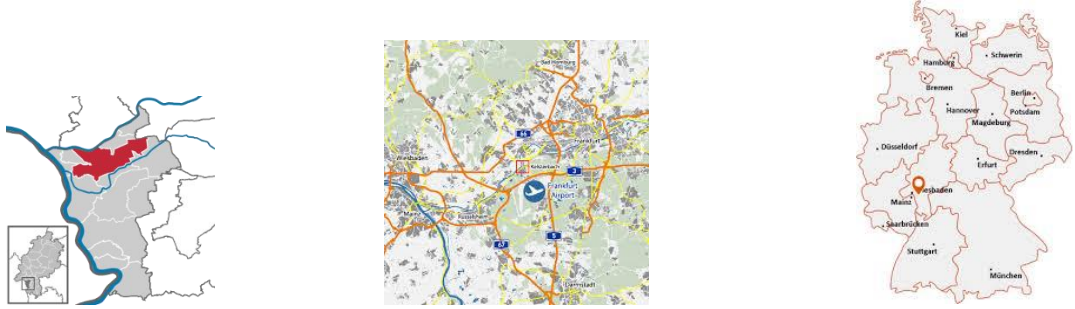 Bad Homburg
66
Wiesbaden
Frankfurt
Kelsterbach
3
Frankfurt
Airport
Mainz
Rüsselsheim
67
5
Darmstadt
Kiel
Schwerin
Hamburg
Bremen
Berlin
Hannover
Potsdam
Magdeburg
Düsseldorf
Dresden
Erfurt
iesbaden
Mainz
Saarbrücken
Stuttgart
München